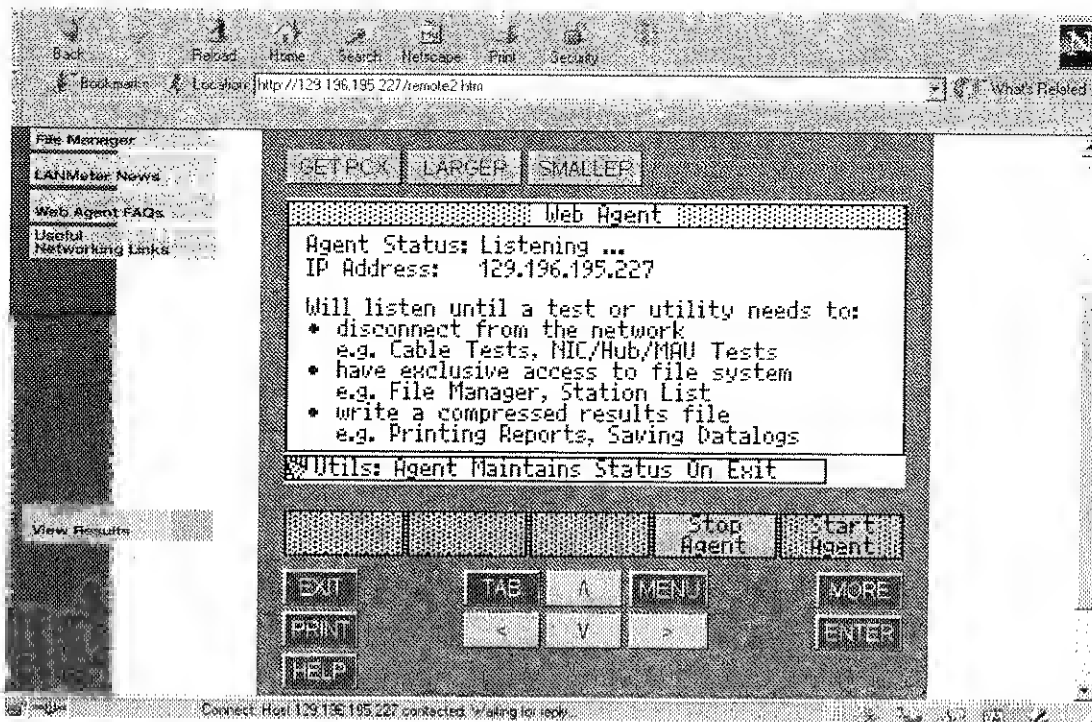 Back Reload Home Search Netscape Print Security
Bookmarks Location: http://129.196.195.227/remote2.htm What's Related
File Manager
LANMeter News
Web Agent FAQs
Useful
Networking Links
View Results
GET PCX LARGER SMALLER
Web Agent
Agent Status: Listening ...
IP Address: 129.196.195.227
Will listen until a test or utility needs to:
• disconnect from the network
e.g. Cable Tests, NIC/Hub/MAU Tests
• have exclusive access to file system
e.g. File Manager, Station List
• write a compressed results file
e.g. Printing Reports, Saving Datalogs
Utils: Agent Maintains Status On Exit
Stop Agent Start Agent
EXIT TAB ∧ MENU MORE
PRINT < V > ENTER
HELP
Connect: Host 129.196.195.227 contacted. Waiting for reply...